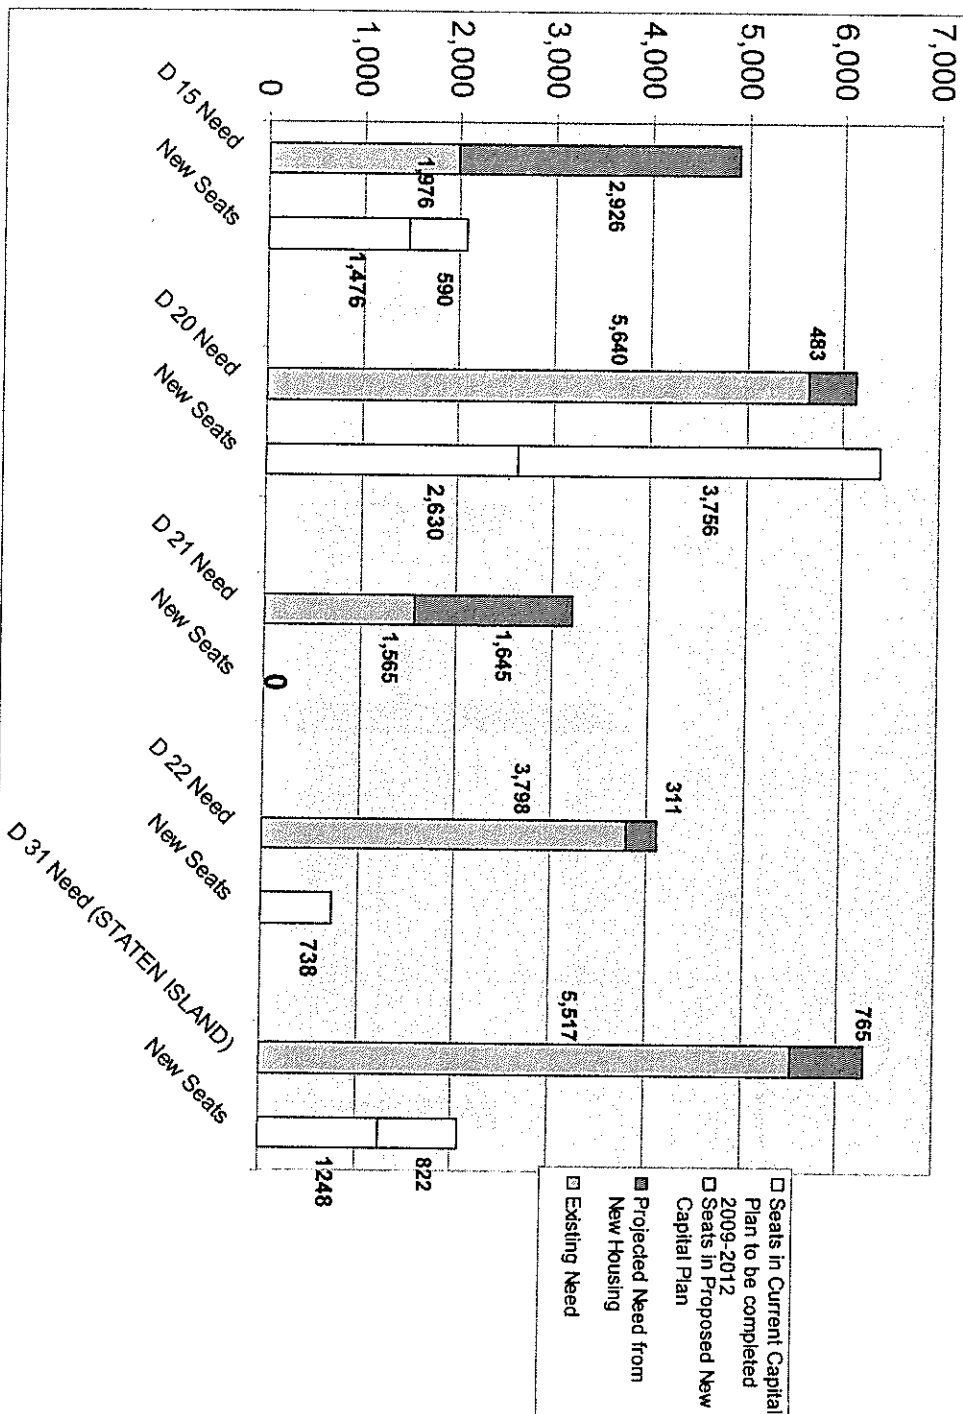 7,000
6,000
5,000
4,000
3,000
2,000
1,000
0
2,926
1,976
590
1,476
483
5,640
3,756
2,630
1,645
1,565
0
311
3,798
738
765
5,517
822
1248
D 15 Need
New Seats
D 20 Need
New Seats
D 21 Need
New Seats
D 22 Need
New Seats
D 31 Need (STATEN ISLAND)
New Seats
Seats in Current Capital
Plan to be completed
2009-2012
Seats in Proposed New
Capital Plan
Projected Need from
New Housing
Existing Need